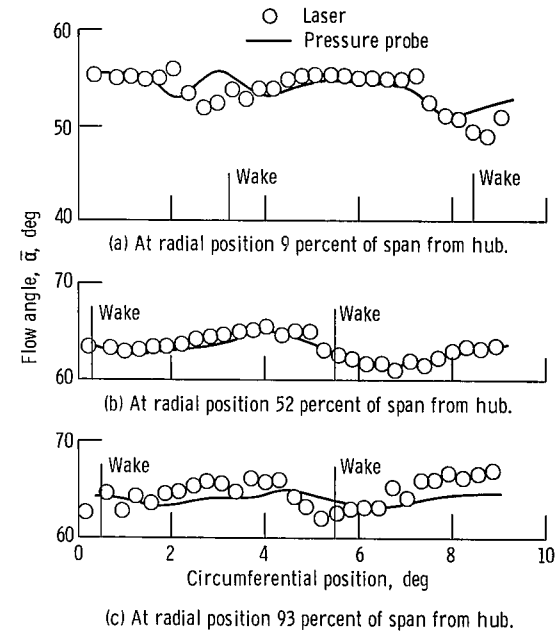 Laser
Pressure probe
60
50
40
Wake
Wake
(a) At radial position 9 percent of span from hub.
Flow angle, ᾱ, deg
70
60
Wake
Wake
(b) At radial position 52 percent of span from hub.
70
60
Wake
Wake
0 2 4 6 8 10
Circumferential position, deg
(c) At radial position 93 percent of span from hub.